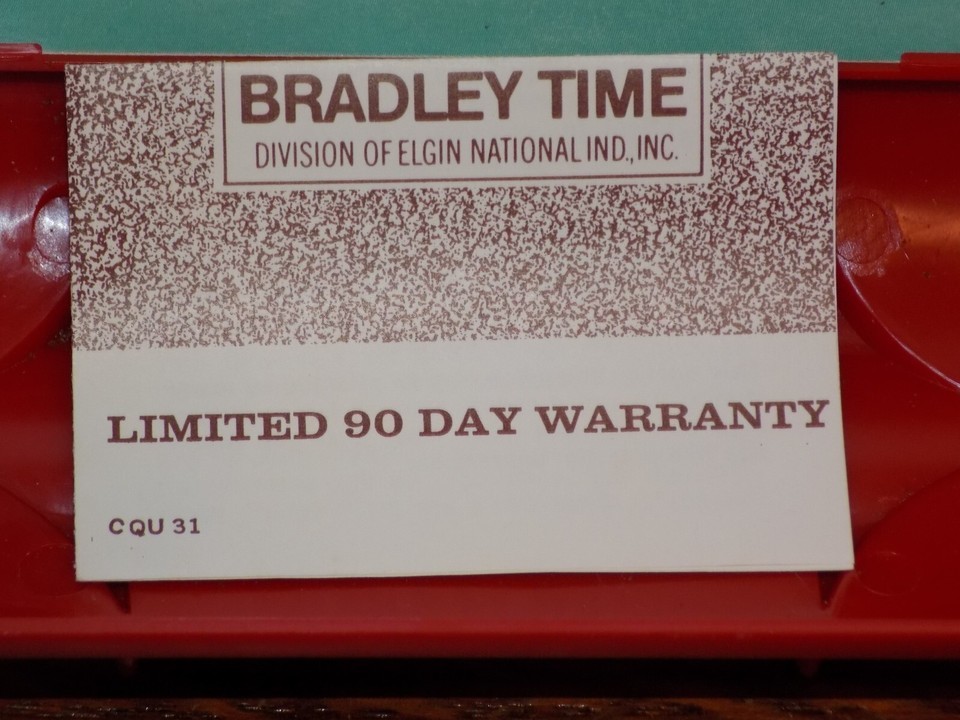 BRADLEY TIME
DIVISION OF ELGIN NATIONAL IND., INC.
LIMITED 90 DAY WARRANTY
CQU 31